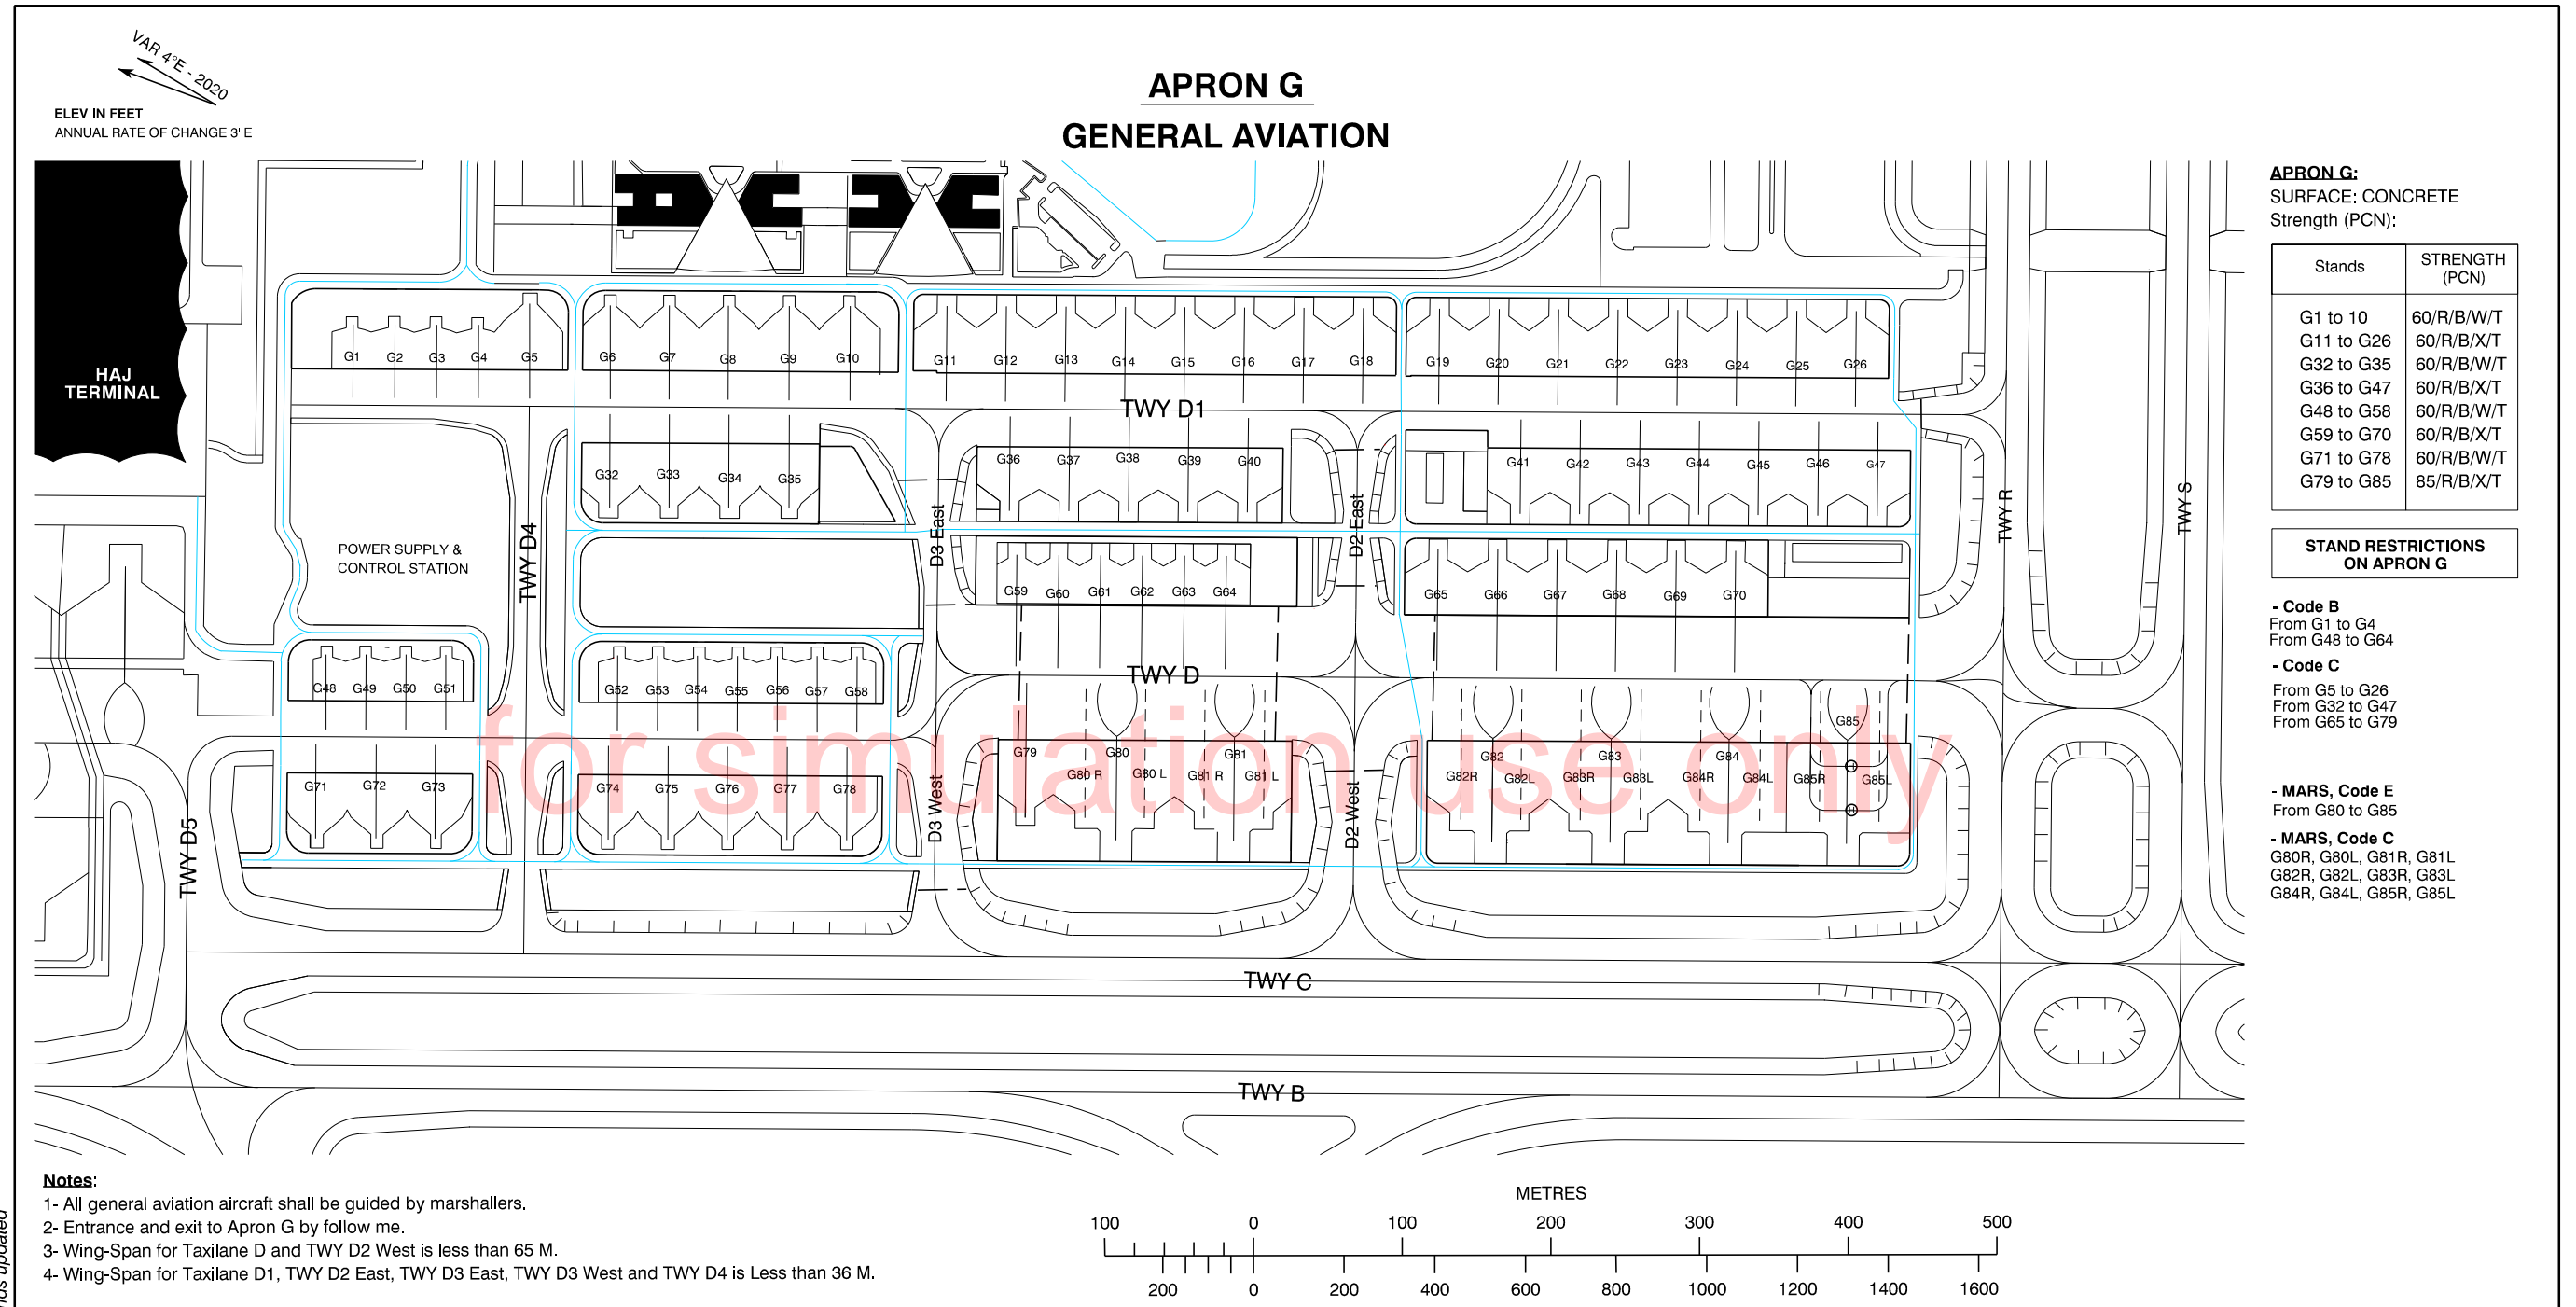 VAR 4°E - 2020
ELEV IN FEET
ANNUAL RATE OF CHANGE 3' E
APRON G
GENERAL AVIATION
HAJ
TERMINAL
G1 G2 G3 G4 G5 G6 G7 G8 G9 G10 G11 G12 G13 G14 G15 G16 G17 G18 G19 G20 G21 G22 G23 G24 G25 G26
TWY D1
G32 G33 G34 G35 G36 G37 G38 G39 G40 G41 G42 G43 G44 G45 G46 G47
TWY D4
D3 East
D2 East
TWY R
TWY S
POWER SUPPLY &
CONTROL STATION
G59 G60 G61 G62 G63 G64 G65 G66 G67 G68 G69 G70
TWY D
G48 G49 G50 G51 G52 G53 G54 G55 G56 G57 G58
for simulation use only
G85
G79 G80 G81 G82 G83 G84
G80 R G80 L G81 R G81 L G82R G82L G83R G83L G84R G84L G85R G85L
H
H
G71 G72 G73 G74 G75 G76 G77 G78
TWY D5
D3 West
D2 West
TWY C
TWY B
APRON G:
SURFACE: CONCRETE
Strength (PCN):
Stands STRENGTH
(PCN)
G1 to 10 60/R/B/W/T
G11 to G26 60/R/B/X/T
G32 to G35 60/R/B/W/T
G36 to G47 60/R/B/X/T
G48 to G58 60/R/B/W/T
G59 to G70 60/R/B/X/T
G71 to G78 60/R/B/W/T
G79 to G85 85/R/B/X/T
STAND RESTRICTIONS
ON APRON G
- Code B
From G1 to G4
From G48 to G64
- Code C
From G5 to G26
From G32 to G47
From G65 to G79
- MARS, Code E
From G80 to G85
- MARS, Code C
G80R, G80L, G81R, G81L
G82R, G82L, G83R, G83L
G84R, G84L, G85R, G85L
Notes:
1- All general aviation aircraft shall be guided by marshallers.
2- Entrance and exit to Apron G by follow me.
3- Wing-Span for Taxilane D and TWY D2 West is less than 65 M.
4- Wing-Span for Taxilane D1, TWY D2 East, TWY D3 East, TWY D3 West and TWY D4 is Less than 36 M.
METRES
100 0 100 200 300 400 500
200 0 200 400 600 800 1000 1200 1400 1600
updated